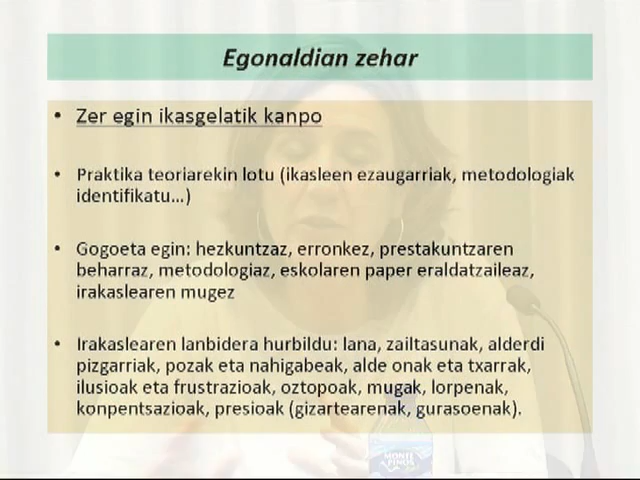 Egonaldian zehar
• Zer egin ikasgelatik kanpo
• Praktika teoriarekin lotu (ikasleen ezaugarriak, metodologiak
identifikatu...)
• Gogoeta egin: hezkuntzaz, erronkez, prestakuntzaren
beharraz, metodologiaz, eskolaren paper eraldatzaileaz,
irakaslearen mugez
• Irakaslearen lanbidera hurbildu: lana, zailtasunak, alderdi
pizgarriak, pozak eta nahigabeak, alde onak eta txarrak,
ilusioak eta frustrazioak, oztopoak, mugak, lorpenak,
konpentsazioak, presioak (gizartearenak, gurasoenak).
MONTE
PINOS